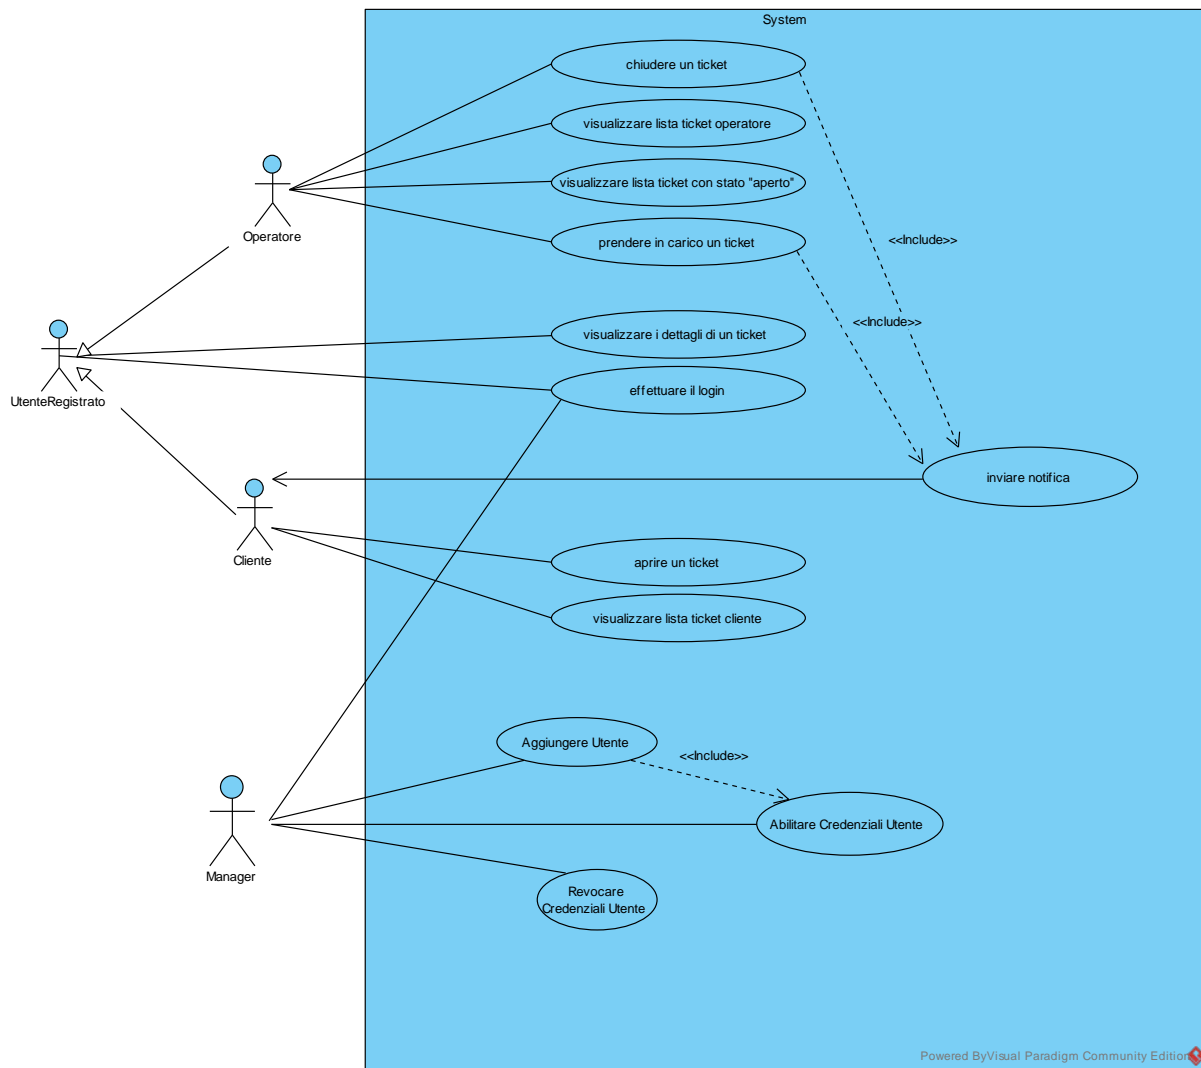 System
chiudere un ticket
visualizzare lista ticket operatore
visualizzare lista ticket con stato "aperto"
Operatore
prendere in carico un ticket
<<Include>>
<<Include>>
visualizzare i dettagli di un ticket
effettuare il login
UtenteRegistrato
inviare notifica
Cliente
aprire un ticket
visualizzare lista ticket cliente
Aggiungere Utente
<<Include>>
Abilitare Credenziali Utente
Manager
Revocare
Credenziali Utente
Powered ByVisual Paradigm Community Edition